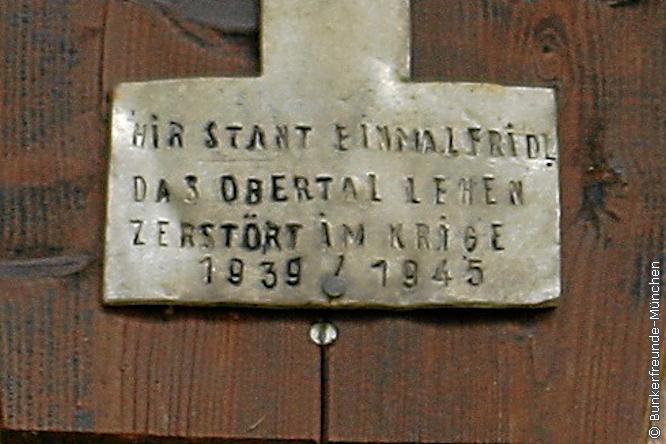 HIR STANT EINMAL FRIDL
DAS OBERTAL LEHEN
ZERSTÖRT IM KRIGE
1939 / 1945
© Bunkerfreunde-München